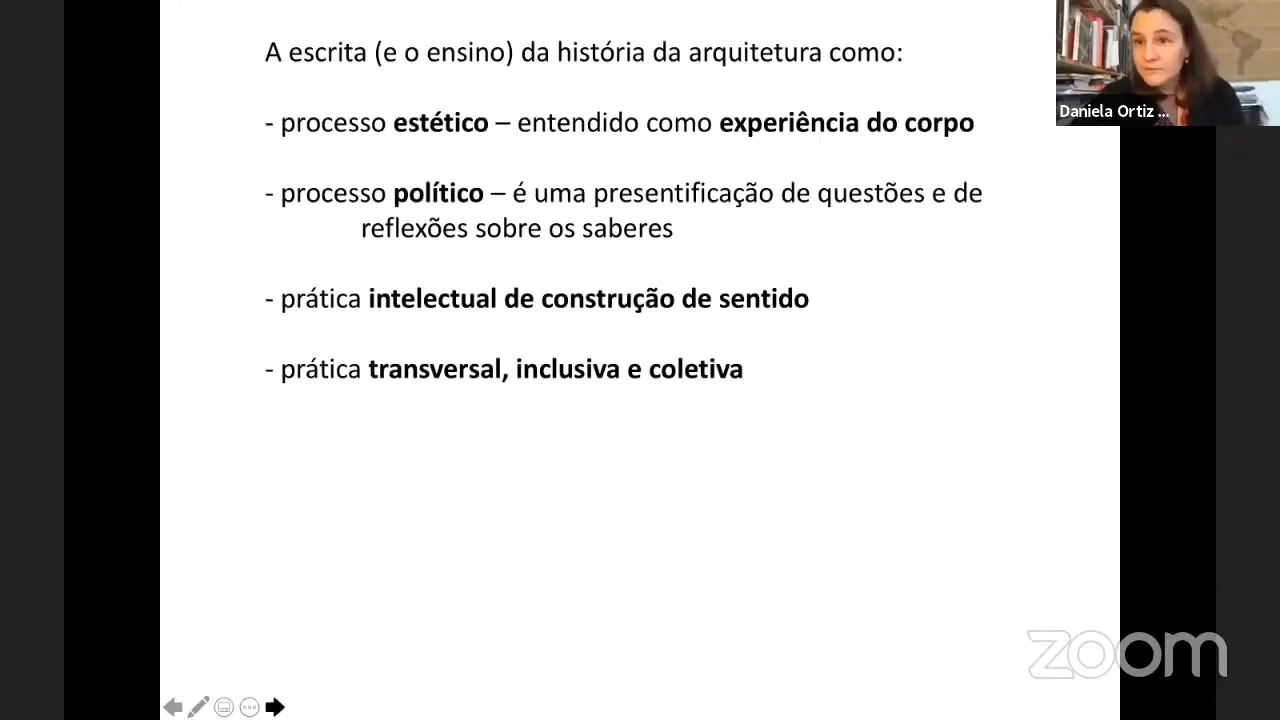 A escrita (e o ensino) da história da arquitetura como:
- processo estético – entendido como experiência do corpo
- processo político – é uma presentificação de questões e de
reflexões sobre os saberes
- prática intelectual de construção de sentido
- prática transversal, inclusiva e coletiva
Daniela Ortiz ...
zoom